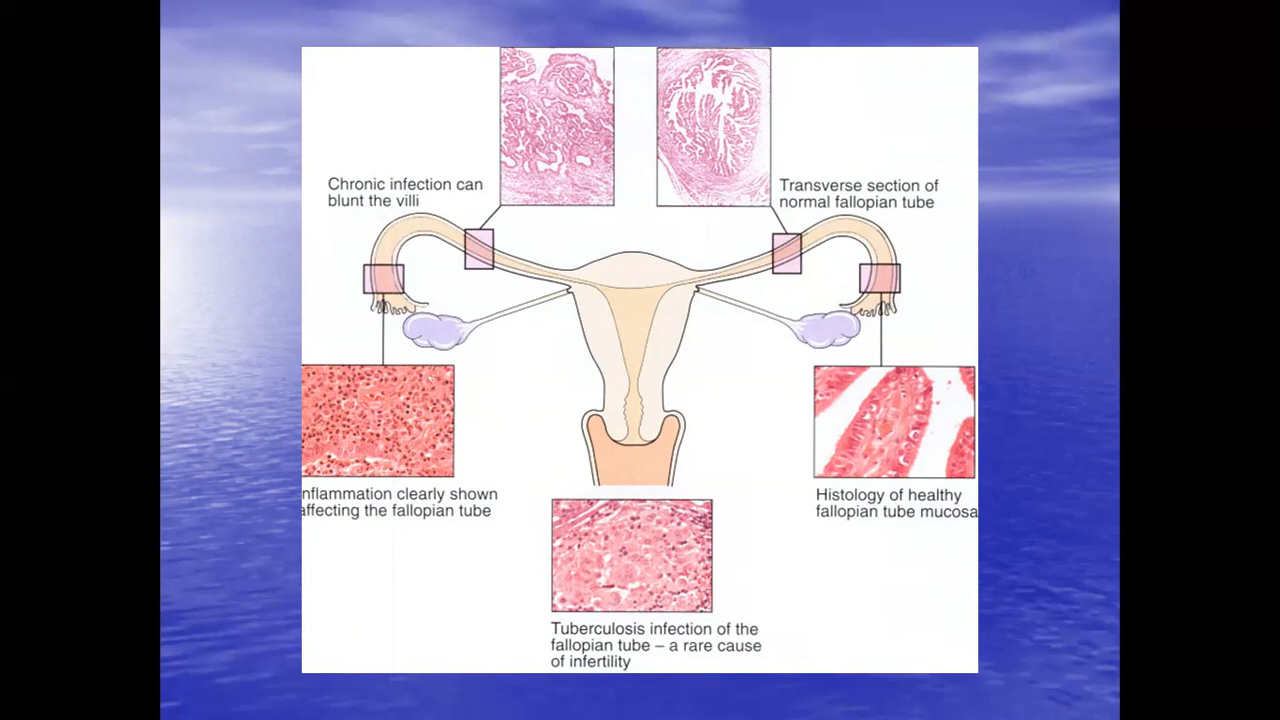 Chronic infection can
blunt the villi
Transverse section of
normal fallopian tube
nflammation clearly shown
affecting the fallopian tube
Histology of healthy
fallopian tube mucosa
Tuberculosis infection of the
fallopian tube – a rare cause
of infertility